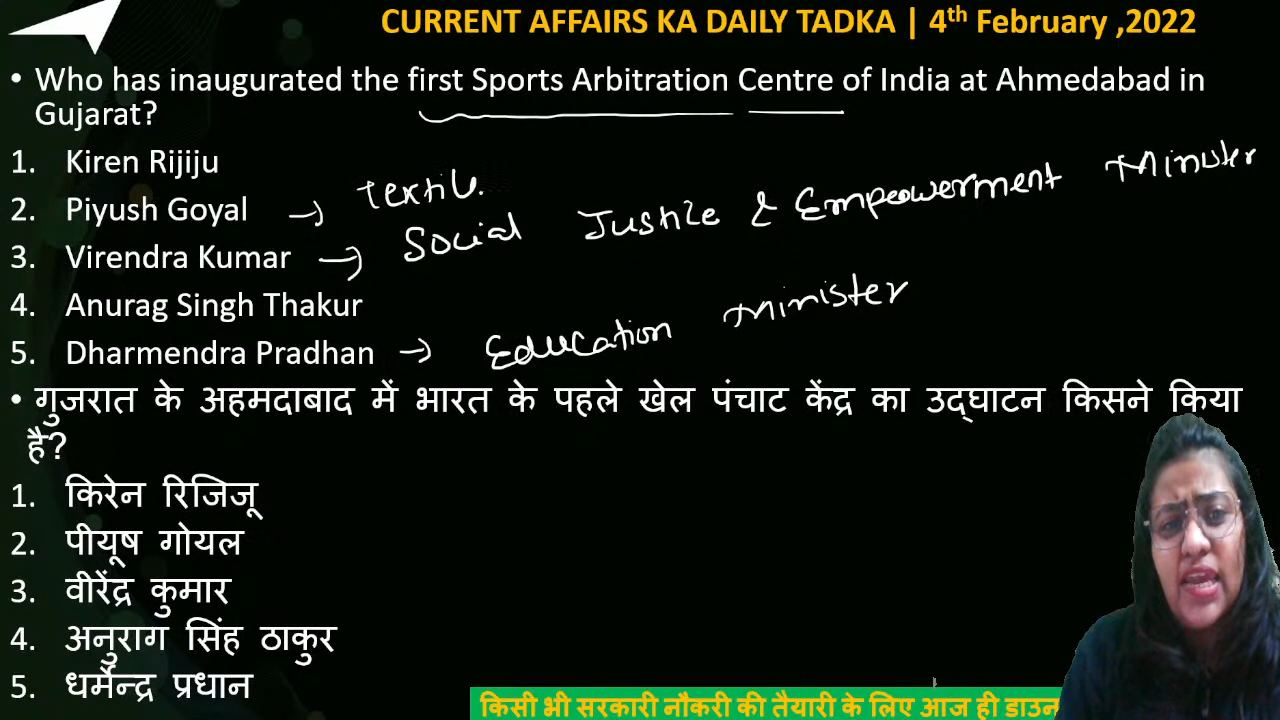 CURRENT AFFAIRS KA DAILY TADKA | 4th February ,2022
• Who has inaugurated the first Sports Arbitration Centre of India at Ahmedabad in
Gujarat?
1. Kiren Rijiju
2. Piyush Goyal → Textile.
3. Virendra Kumar → Social Justice & Empowerment Minister
4. Anurag Singh Thakur
5. Dharmendra Pradhan → Education Minister
• गुजरात के अहमदाबाद में भारत के पहले खेल पंचाट केंद्र का उद्घाटन किसने किया
है?
1. किरेन रिजिजू
2. पीयूष गोयल
3. वीरेंद्र कुमार
4. अनुराग सिंह ठाकुर
5. धर्मेन्द्र प्रधान
किसी भी सरकारी नौकरी की तैयारी के लिए आज ही डाउन